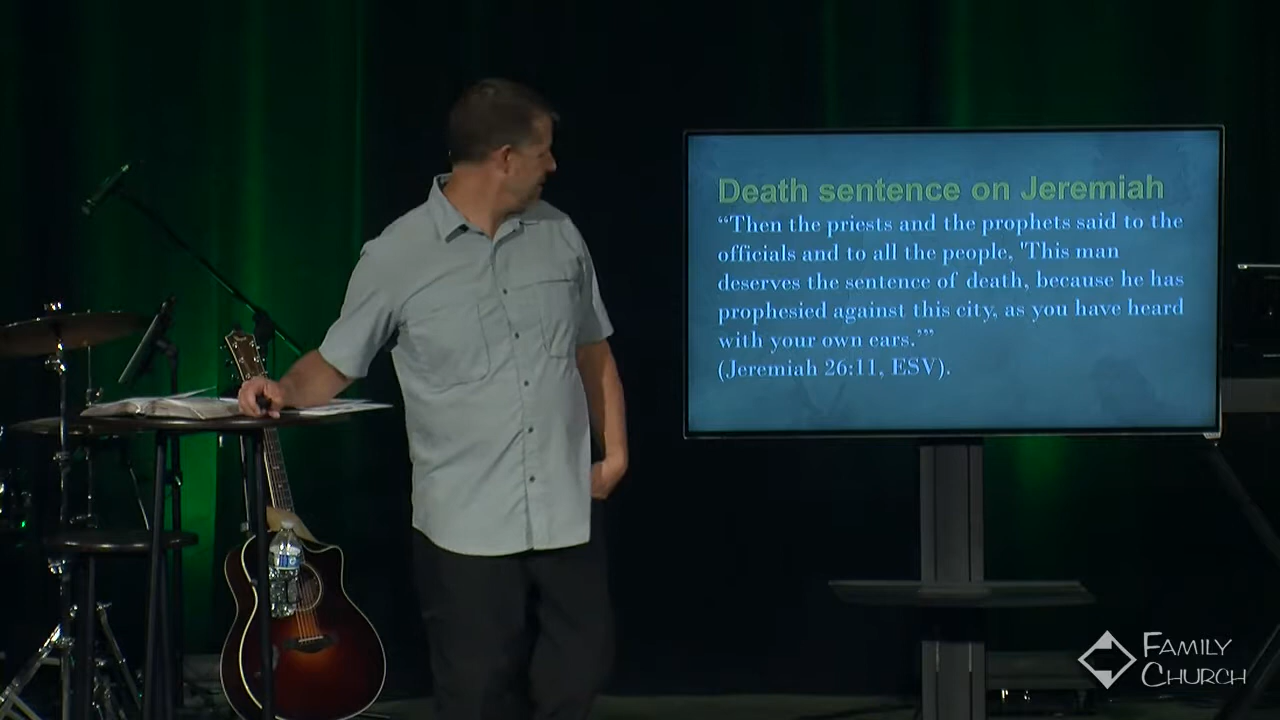 Death sentence on Jeremiah
“Then the priests and the prophets said to the
officials and to all the people, 'This man
deserves the sentence of death, because he has
prophesied against this city, as you have heard
with your own ears.’”
(Jeremiah 26:11, ESV).
FAMILY
CHURCH